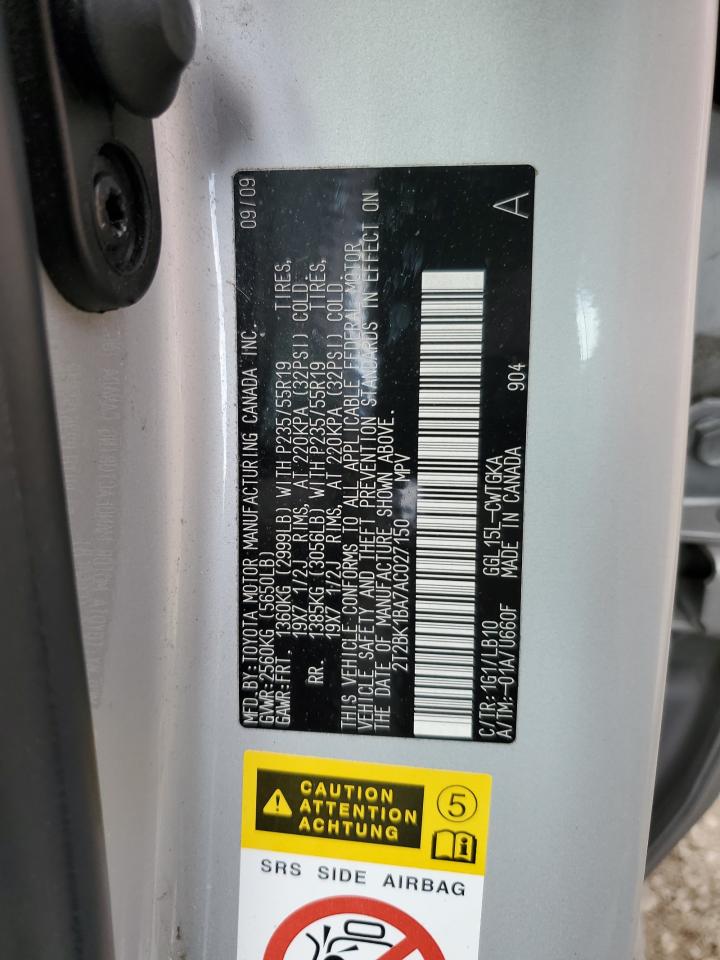 MFD.BY:TOYOTA MOTOR MANUFACTURING CANADA INC. 09/09
GVWR:2560KG (5650LB)
GAWR:FRT. 1360KG (2999LB) WITH P235/55R19 TIRES,
19X7 1/2J RIMS, AT 220KPA (32PSI) COLD.
RR. 1385KG (3056LB) WITH P235/55R19 TIRES,
19X7 1/2J RIMS, AT 220KPA (32PSI) COLD.
THIS VEHICLE CONFORMS TO ALL APPLICABLE FEDERAL MOTOR
VEHICLE SAFETY AND THEFT PREVENTION STANDARDS IN EFFECT ON
THE DATE OF MANUFACTURE SHOWN ABOVE.
2T2BK1BA7AC027150 MPV
C/TR:1G1/LB10 GGL15L-CWTGKA 904 A
A/TM:-01A/U660F MADE IN CANADA
CAUTION
ATTENTION
ACHTUNG
5
SRS SIDE AIRBAG